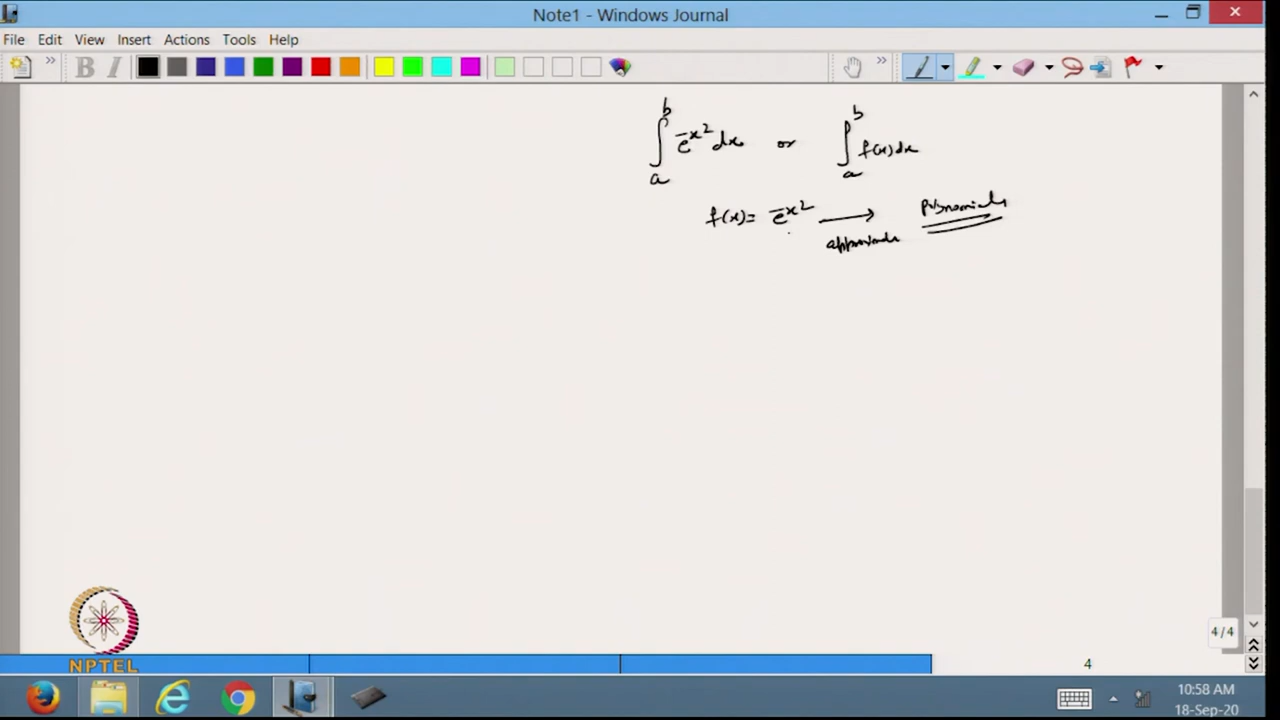 Note1 - Windows Journal
File Edit View Insert Actions Tools Help
B I
∫_a^b e^{-x^2} dx or ∫_a^b f(x)dx
f(x)= e^{-x^2} → polynomials
approximate
4/4
NPTEL
4
10:58 AM
18-Sep-20